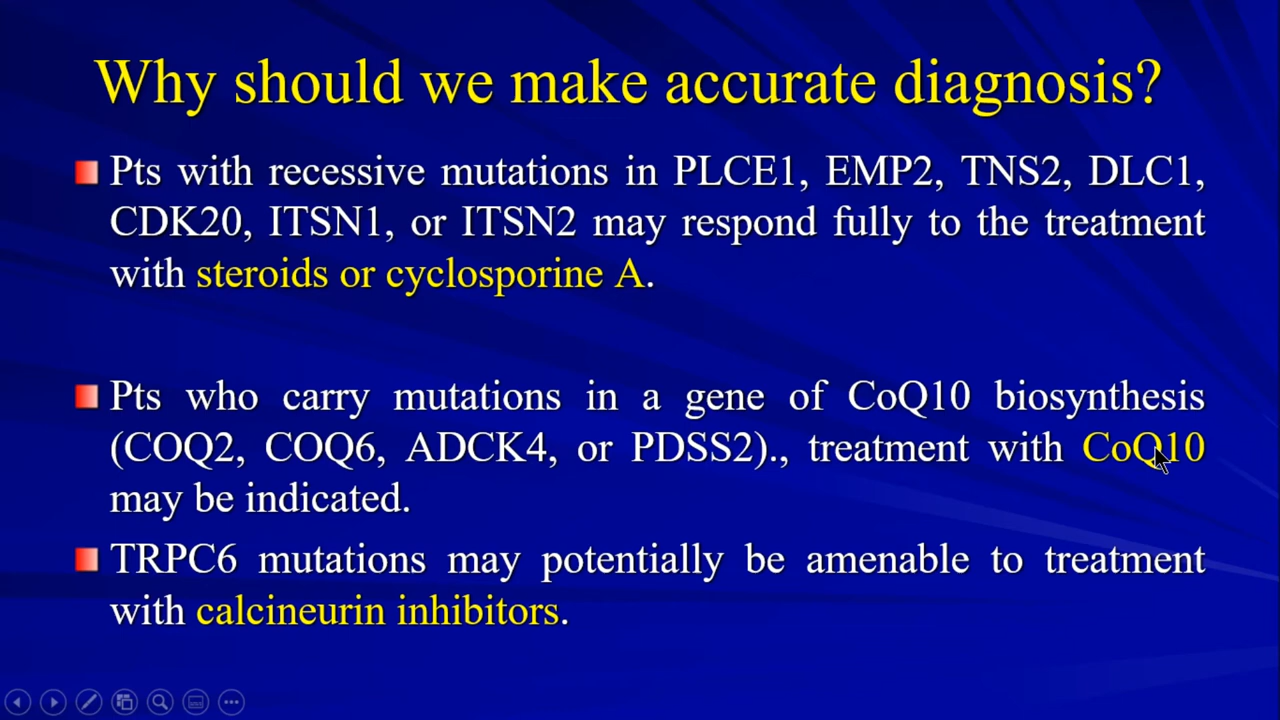 Why should we make accurate diagnosis?
Pts with recessive mutations in PLCE1, EMP2, TNS2, DLC1,
CDK20, ITSN1, or ITSN2 may respond fully to the treatment
with steroids or cyclosporine A.
Pts who carry mutations in a gene of CoQ10 biosynthesis
(COQ2, COQ6, ADCK4, or PDSS2)., treatment with CoQ10
may be indicated.
TRPC6 mutations may potentially be amenable to treatment
with calcineurin inhibitors.